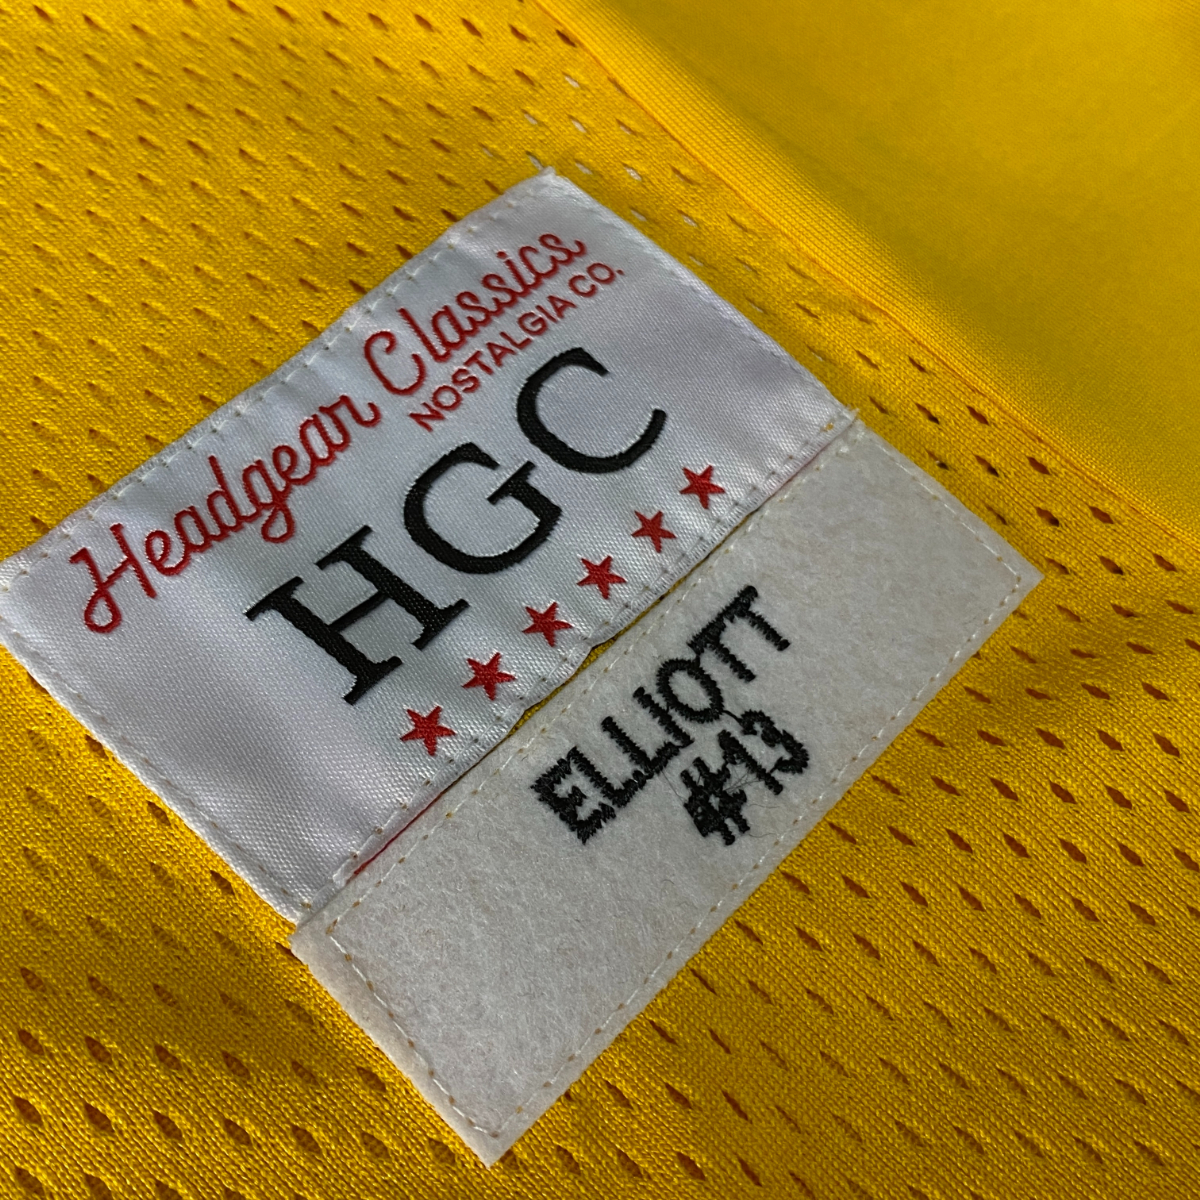 Headgear Classics
NOSTALGIA CO.
HGC
ELLIOTT
#13